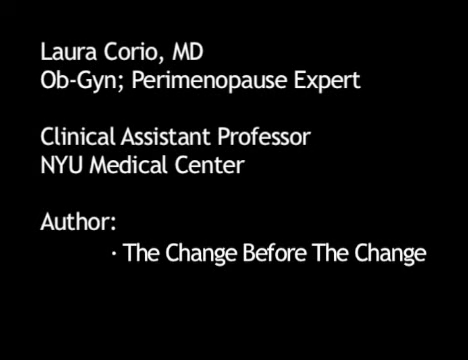 Laura Corio, MD
Ob-Gyn; Perimenopause Expert
Clinical Assistant Professor
NYU Medical Center
Author:
· The Change Before The Change